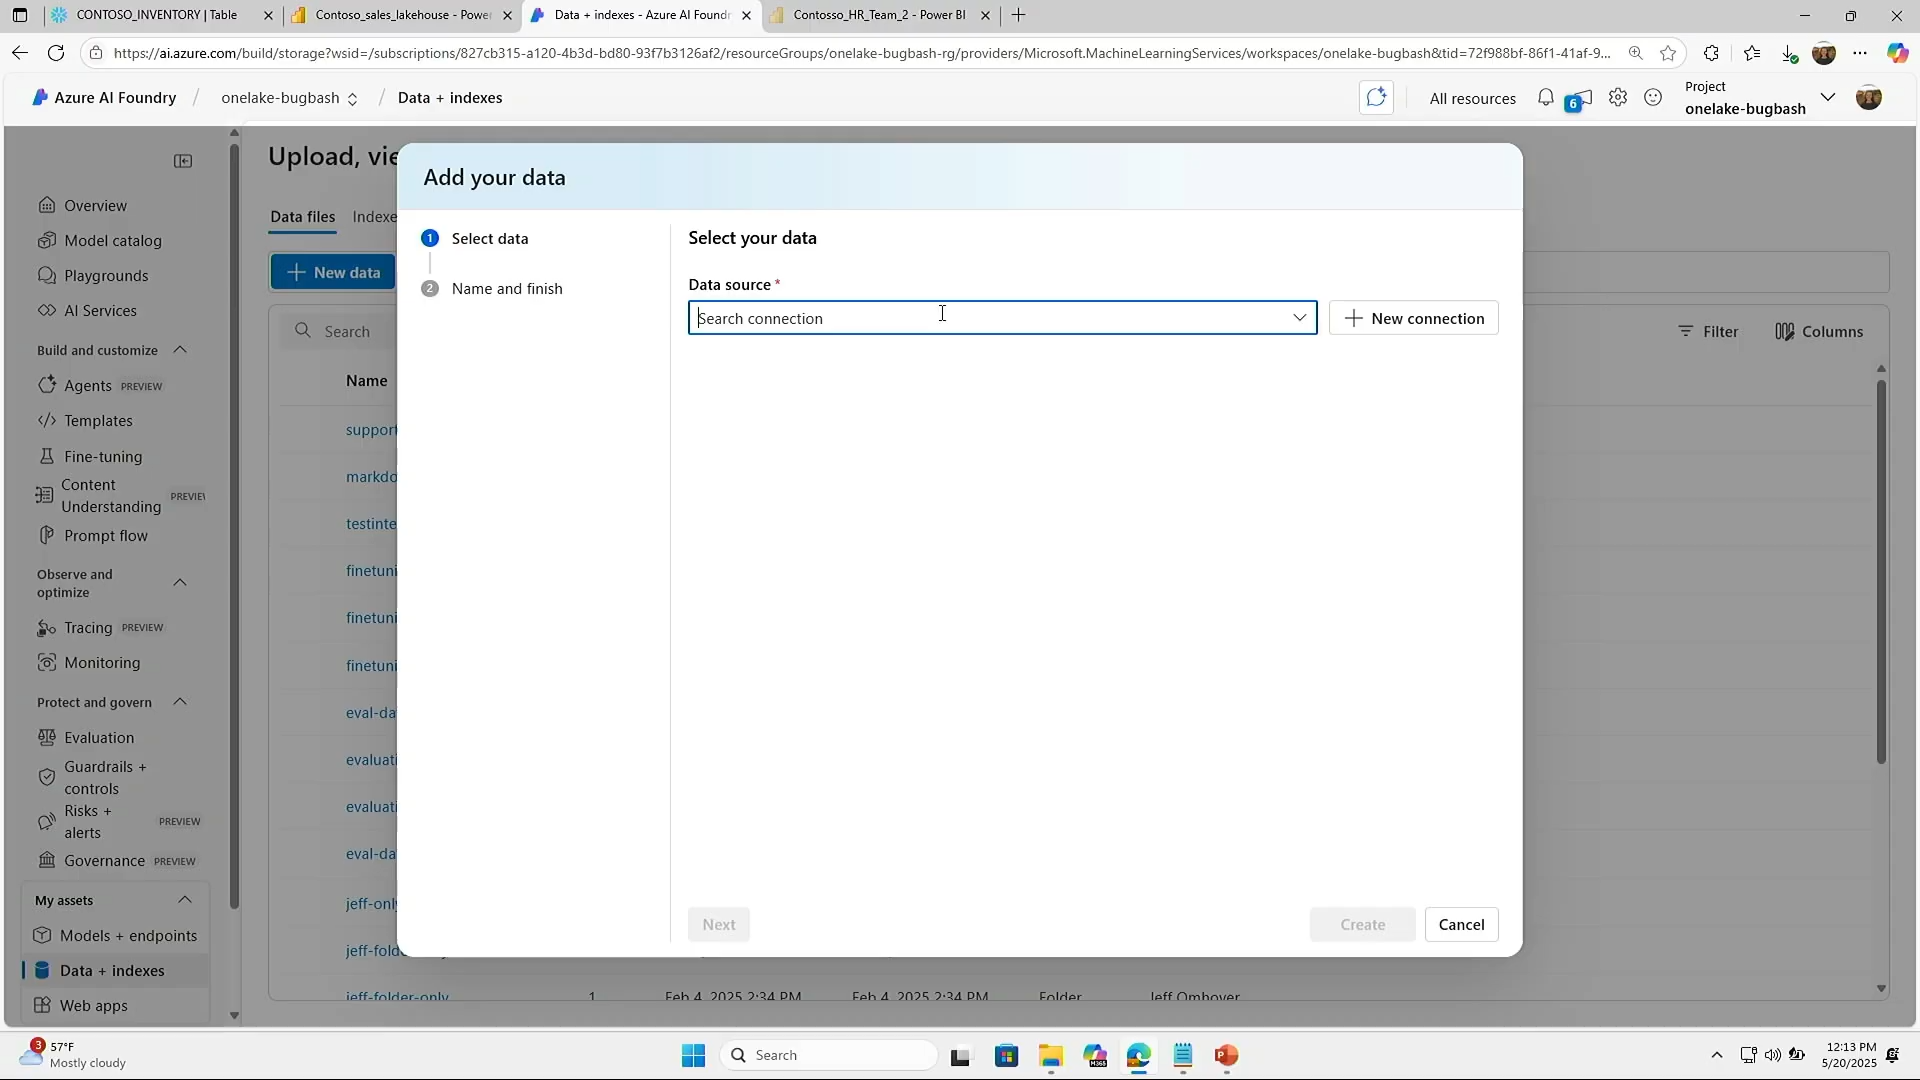 CONTOSO_INVENTORY | Table
Contoso_sales_lakehouse - Power
Data + indexes - Azure AI Foundr
Contosso_HR_Team_2 - Power BI
https://ai.azure.com/build/storage?wsid=/subscriptions/827cb315-a120-4b3d-bd80-93f7b3126af2/resourceGroups/onelake-bugbash-rg/providers/Microsoft.MachineLearningServices/workspaces/onelake-bugbash&tid=72f988bf-86f1-41af-9...
Azure AI Foundry / onelake-bugbash / Data + indexes
All resources
6
Project
onelake-bugbash
Overview
Model catalog
Playgrounds
AI Services
Build and customize
Agents PREVIEW
Templates
Fine-tuning
Content
Understanding PREVIEW
Prompt flow
Observe and
optimize
Tracing PREVIEW
Monitoring
Protect and govern
Evaluation
Guardrails +
controls
Risks +
alerts PREVIEW
Governance PREVIEW
My assets
Models + endpoints
Data + indexes
Web apps
Upload, vie
Data files Indexe
+ New data
Search
Filter
Columns
Name
support
markdo
testinte
finetuni
finetuni
finetuni
eval-da
evaluati
evaluati
eval-da
jeff-only
jeff-fold
jeff-folder-only 1 Feb 4, 2025 2:34 PM Feb 4, 2025 2:34 PM Folder Jeff Omhover
Add your data
1 Select data
2 Name and finish
Select your data
Data source *
Search connection
+ New connection
Next
Create
Cancel
3
57°F
Mostly cloudy
Search
M365
12:13 PM
5/20/2025